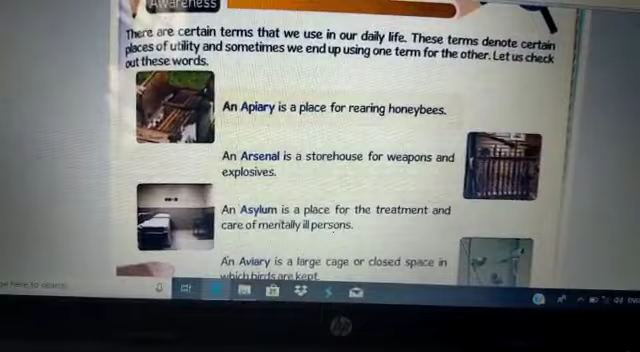 Awareness
There are certain terms that we use in our daily life. These terms denote certain
places of utility and sometimes we end up using one term for the other. Let us check
out these words.
An Apiary is a place for rearing honeybees.
An Arsenal is a storehouse for weapons and
explosives.
An Asylum is a place for the treatment and
care of mentally ill persons.
An Aviary is a large cage or closed space in
which birds are kept.
here to search
hp